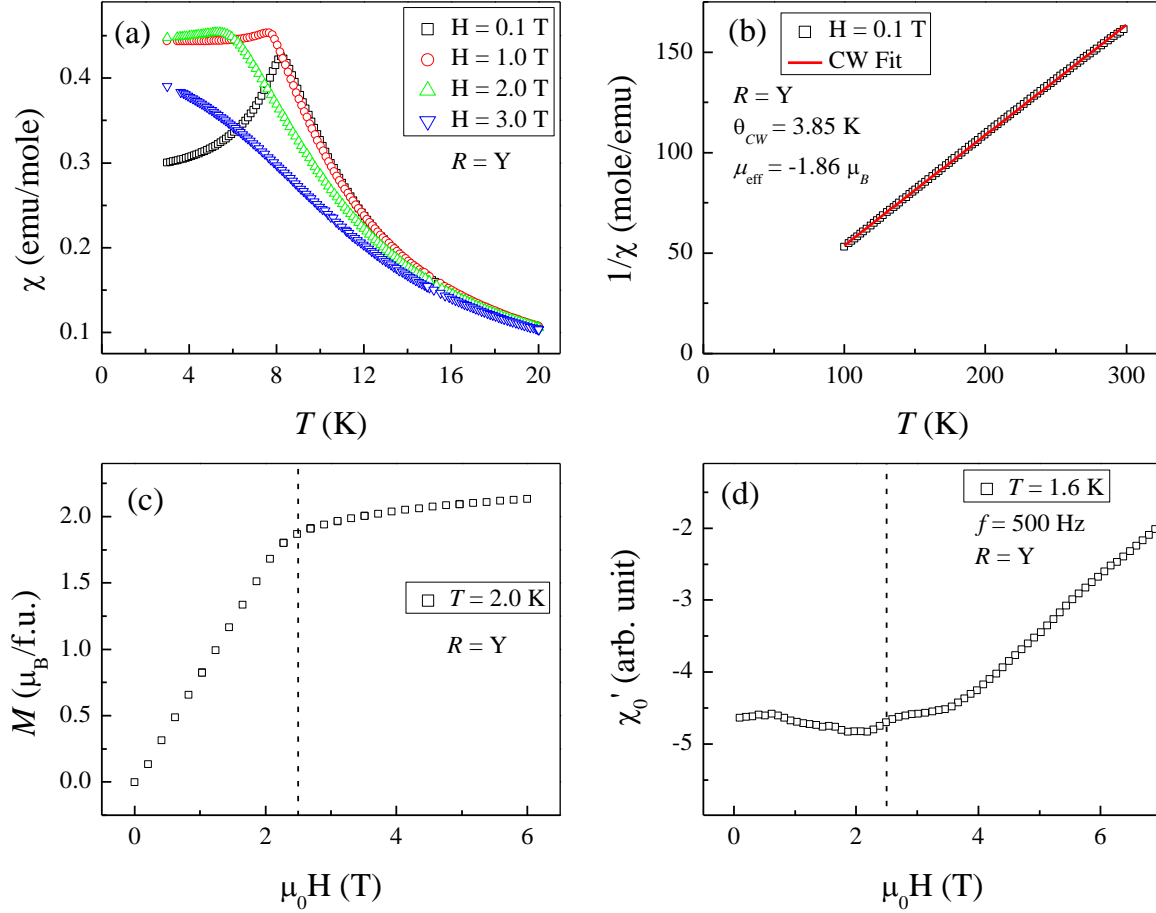 (a)
H = 0.1 T
H = 1.0 T
H = 2.0 T
H = 3.0 T
R = Y
0.4
0.3
0.2
0.1
χ (emu/mole)
0 4 8 12 16 20
T (K)
(b)
H = 0.1 T
CW Fit
R = Y
θCW = 3.85 K
μeff = -1.86 μB
150
100
50
0
1/χ (mole/emu)
0 100 200 300
T (K)
(c)
T = 2.0 K
R = Y
2.0
1.5
1.0
0.5
0.0
M (μB/f.u.)
0 2 4 6
μ0H (T)
(d)
T = 1.6 K
f = 500 Hz
R = Y
-2
-3
-4
-5
χ0' (arb. unit)
0 2 4 6
μ0H (T)